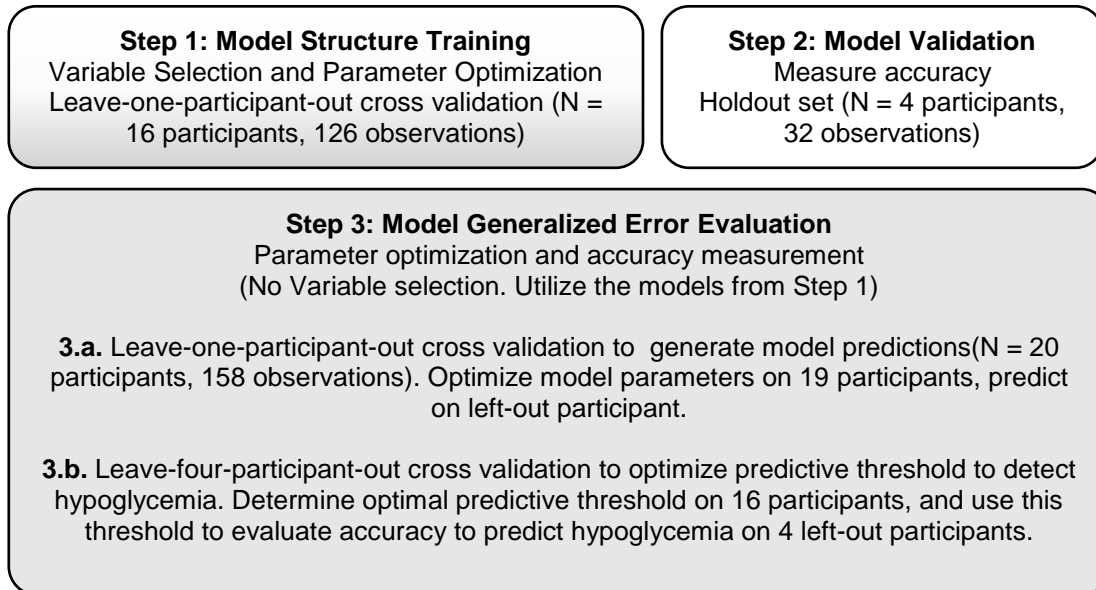 Step 1: Model Structure Training
Variable Selection and Parameter Optimization
Leave-one-participant-out cross validation (N =
16 participants, 126 observations)
Step 2: Model Validation
Measure accuracy
Holdout set (N = 4 participants,
32 observations)
Step 3: Model Generalized Error Evaluation
Parameter optimization and accuracy measurement
(No Variable selection. Utilize the models from Step 1)
3.a. Leave-one-participant-out cross validation to  generate model predictions(N = 20
participants, 158 observations). Optimize model parameters on 19 participants, predict
on left-out participant.
3.b. Leave-four-participant-out cross validation to optimize predictive threshold to detect
hypoglycemia. Determine optimal predictive threshold on 16 participants, and use this
threshold to evaluate accuracy to predict hypoglycemia on 4 left-out participants.